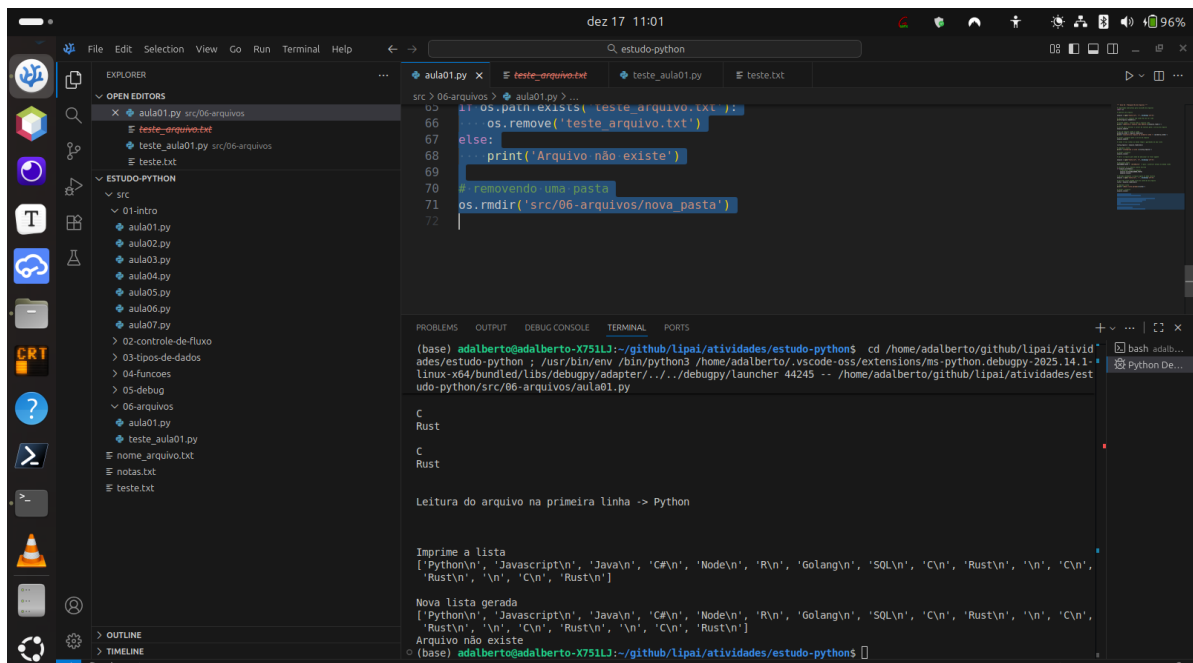 dez 17 11:01
96%
File Edit Selection View Go Run Terminal Help
estudo-python
EXPLORER
OPEN EDITORS
aula01.py src/06-arquivos
teste_arquivo.txt
teste_aula01.py src/06-arquivos
teste.txt
ESTUDO-PYTHON
src
01-intro
aula01.py
aula02.py
aula03.py
aula04.py
aula05.py
aula06.py
aula07.py
02-controle-de-fluxo
03-tipos-de-dados
04-funcoes
05-debug
06-arquivos
aula01.py
teste_aula01.py
nome_arquivo.txt
notas.txt
teste.txt
OUTLINE
TIMELINE
aula01.py teste_arquivo.txt teste_aula01.py teste.txt
src > 06-arquivos > aula01.py > ...
65 if os.path.exists('teste_arquivo.txt'):
66 os.remove('teste_arquivo.txt')
67 else:
68 print('Arquivo não existe')
69
70 # removendo uma pasta
71 os.rmdir('src/06-arquivos/nova_pasta')
72
PROBLEMS OUTPUT DEBUG CONSOLE TERMINAL PORTS
(base) adalberto@adalberto-X751LJ:~/github/lipai/atividades/estudo-python$ cd /home/adalberto/github/lipai/ativid
ades/estudo-python ; /usr/bin/env /bin/python3 /home/adalberto/.vscode-oss/extensions/ms-python.debugpy-2025.14.1-
linux-x64/bundled/libs/debugpy/adapter/../../debugpy/launcher 44245 -- /home/adalberto/github/lipai/atividades/est
udo-python/src/06-arquivos/aula01.py
C
Rust
C
Rust
Leitura do arquivo na primeira linha -> Python
Imprime a lista
['Python\n', 'Javascript\n', 'Java\n', 'C#\n', 'Node\n', 'R\n', 'Golang\n', 'SQL\n', 'C\n', 'Rust\n', '\n', 'C\n',
'Rust\n', '\n', 'C\n', 'Rust\n']
Nova lista gerada
['Python\n', 'Javascript\n', 'Java\n', 'C#\n', 'Node\n', 'R\n', 'Golang\n', 'SQL\n', 'C\n', 'Rust\n', '\n', 'C\n',
'Rust\n', '\n', 'C\n', 'Rust\n', '\n', 'C\n', 'Rust\n']
Arquivo não existe
(base) adalberto@adalberto-X751LJ:~/github/lipai/atividades/estudo-python$
bash adalb...
Python De...
T
CRT